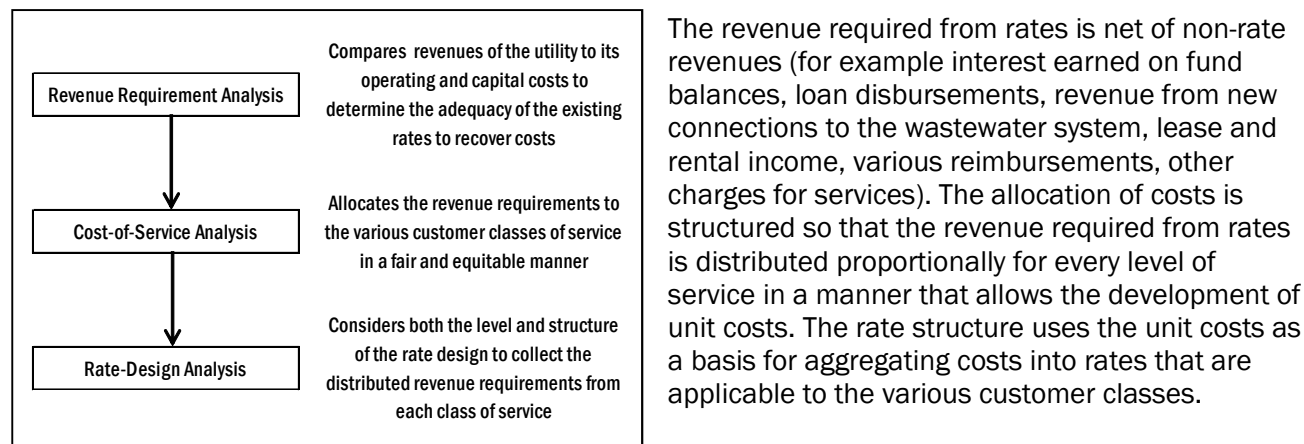 Revenue Requirement Analysis
Compares revenues of the utility to its
operating and capital costs to
determine the adequacy of the existing
rates to recover costs
Cost-of-Service Analysis
Allocates the revenue requirements to
the various customer classes of service
in a fair and equitable manner
Rate-Design Analysis
Considers both the level and structure
of the rate design to collect the
distributed revenue requirements from
each class of service
The revenue required from rates is net of non-rate
revenues (for example interest earned on fund
balances, loan disbursements, revenue from new
connections to the wastewater system, lease and
rental income, various reimbursements, other
charges for services). The allocation of costs is
structured so that the revenue required from rates
is distributed proportionally for every level of
service in a manner that allows the development of
unit costs. The rate structure uses the unit costs as
a basis for aggregating costs into rates that are
applicable to the various customer classes.